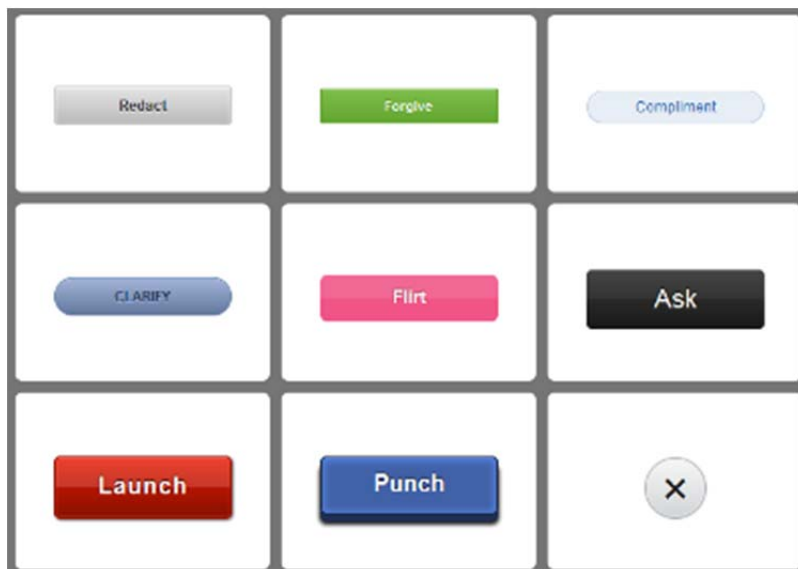 Redact
Forgive
Compliment
CLARIFY
Flirt
Ask
Launch
Punch
×